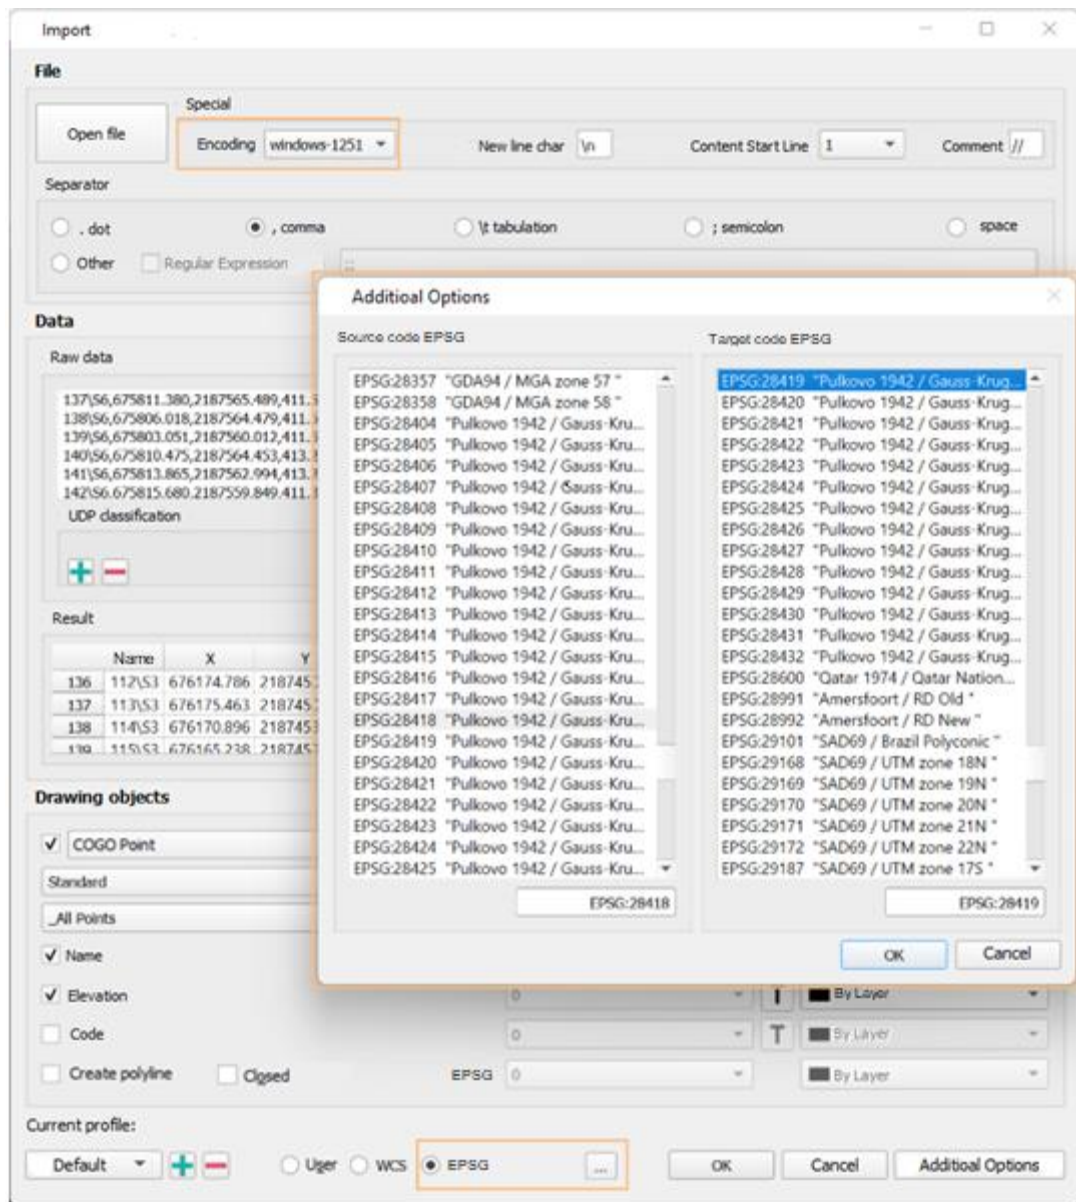 Import
File
Open file
Special
Encoding windows-1251
New line char \n
Content Start Line 1
Comment //
Separator
. dot
, comma
\t tabulation
; semicolon
space
Other
Regular Expression
Data
Raw data
137\S6,675811.380,2187565.489,411.
138\S6,675806.018,2187564.479,411.
139\S6,675803.051,2187560.012,411.
140\S6,675810.475,2187564.453,413.
141\S6,675813.865,2187562.994,413.
142\S6,675815.680,2187559.849,411.
UDP classification
Result
Name X Y
136 112\S3 676174.786 218745
137 113\S3 676175.463 218745
138 114\S3 676170.896 218745
139 115\S3 676165.238 218745
Drawing objects
COGO Point
Standard
_All Points
Name
Elevation 0 By Layer
Code 0 T By Layer
Create polyline Closed EPSG 0 By Layer
Current profile:
Default
User WCS EPSG ...
OK Cancel Additioal Options
Additioal Options
Source code EPSG
EPSG:28357 "GDA94 / MGA zone 57 "
EPSG:28358 "GDA94 / MGA zone 58 "
EPSG:28404 "Pulkovo 1942 / Gauss-Kru...
EPSG:28405 "Pulkovo 1942 / Gauss-Kru...
EPSG:28406 "Pulkovo 1942 / Gauss-Kru...
EPSG:28407 "Pulkovo 1942 / Gauss-Kru...
EPSG:28408 "Pulkovo 1942 / Gauss-Kru...
EPSG:28409 "Pulkovo 1942 / Gauss-Kru...
EPSG:28410 "Pulkovo 1942 / Gauss-Kru...
EPSG:28411 "Pulkovo 1942 / Gauss-Kru...
EPSG:28412 "Pulkovo 1942 / Gauss-Kru...
EPSG:28413 "Pulkovo 1942 / Gauss-Kru...
EPSG:28414 "Pulkovo 1942 / Gauss-Kru...
EPSG:28415 "Pulkovo 1942 / Gauss-Kru...
EPSG:28416 "Pulkovo 1942 / Gauss-Kru...
EPSG:28417 "Pulkovo 1942 / Gauss-Kru...
EPSG:28418 "Pulkovo 1942 / Gauss-Kru...
EPSG:28419 "Pulkovo 1942 / Gauss-Kru...
EPSG:28420 "Pulkovo 1942 / Gauss-Kru...
EPSG:28421 "Pulkovo 1942 / Gauss-Kru...
EPSG:28422 "Pulkovo 1942 / Gauss-Kru...
EPSG:28423 "Pulkovo 1942 / Gauss-Kru...
EPSG:28424 "Pulkovo 1942 / Gauss-Kru...
EPSG:28425 "Pulkovo 1942 / Gauss-Kru...
EPSG:28418
Target code EPSG
EPSG:28419 "Pulkovo 1942 / Gauss-Krug...
EPSG:28420 "Pulkovo 1942 / Gauss-Krug...
EPSG:28421 "Pulkovo 1942 / Gauss-Krug...
EPSG:28422 "Pulkovo 1942 / Gauss-Krug...
EPSG:28423 "Pulkovo 1942 / Gauss-Krug...
EPSG:28424 "Pulkovo 1942 / Gauss-Krug...
EPSG:28425 "Pulkovo 1942 / Gauss-Krug...
EPSG:28426 "Pulkovo 1942 / Gauss-Krug...
EPSG:28427 "Pulkovo 1942 / Gauss-Krug...
EPSG:28428 "Pulkovo 1942 / Gauss-Krug...
EPSG:28429 "Pulkovo 1942 / Gauss-Krug...
EPSG:28430 "Pulkovo 1942 / Gauss-Krug...
EPSG:28431 "Pulkovo 1942 / Gauss-Krug...
EPSG:28432 "Pulkovo 1942 / Gauss-Krug...
EPSG:28600 "Qatar 1974 / Qatar Nation...
EPSG:28991 "Amersfoort / RD Old "
EPSG:28992 "Amersfoort / RD New "
EPSG:29101 "SAD69 / Brazil Polyconic "
EPSG:29168 "SAD69 / UTM zone 18N "
EPSG:29169 "SAD69 / UTM zone 19N "
EPSG:29170 "SAD69 / UTM zone 20N "
EPSG:29171 "SAD69 / UTM zone 21N "
EPSG:29172 "SAD69 / UTM zone 22N "
EPSG:29187 "SAD69 / UTM zone 17S "
EPSG:28419
OK Cancel